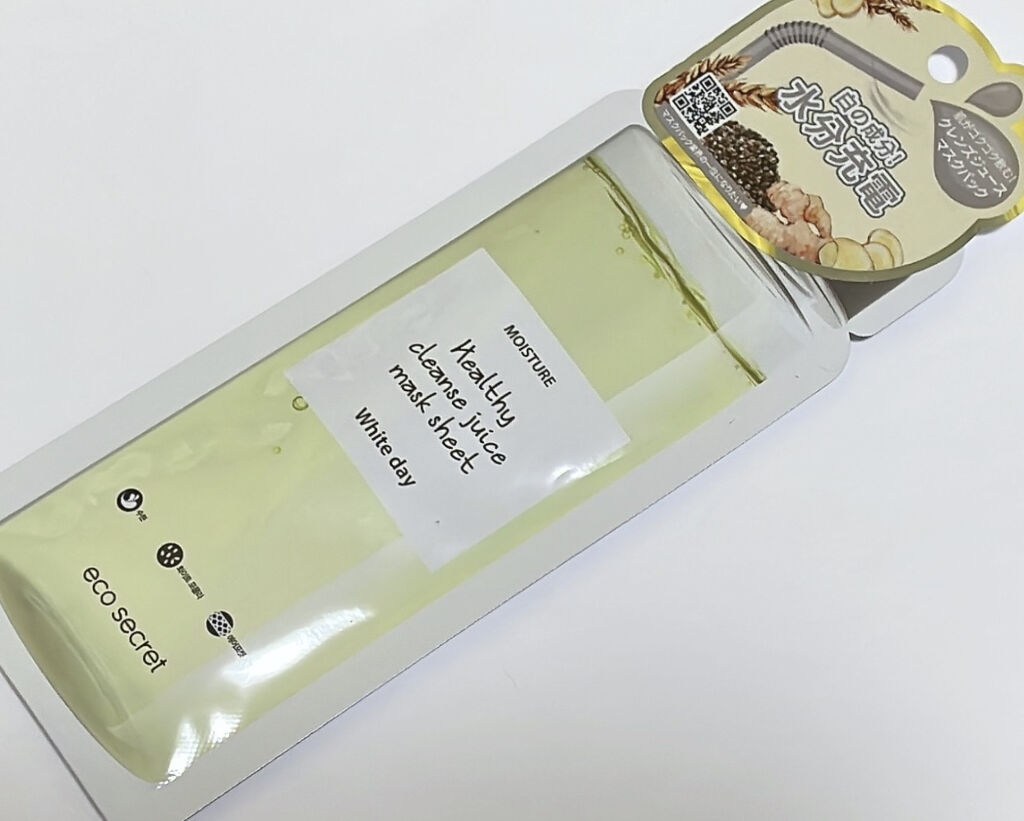 白の成分!
水分充電
肌がゴクゴク飲む!
クレンズジュース
マスクパック
MOISTURE
Healthy
cleanse juice
mask sheet
White day
수분
eco secret